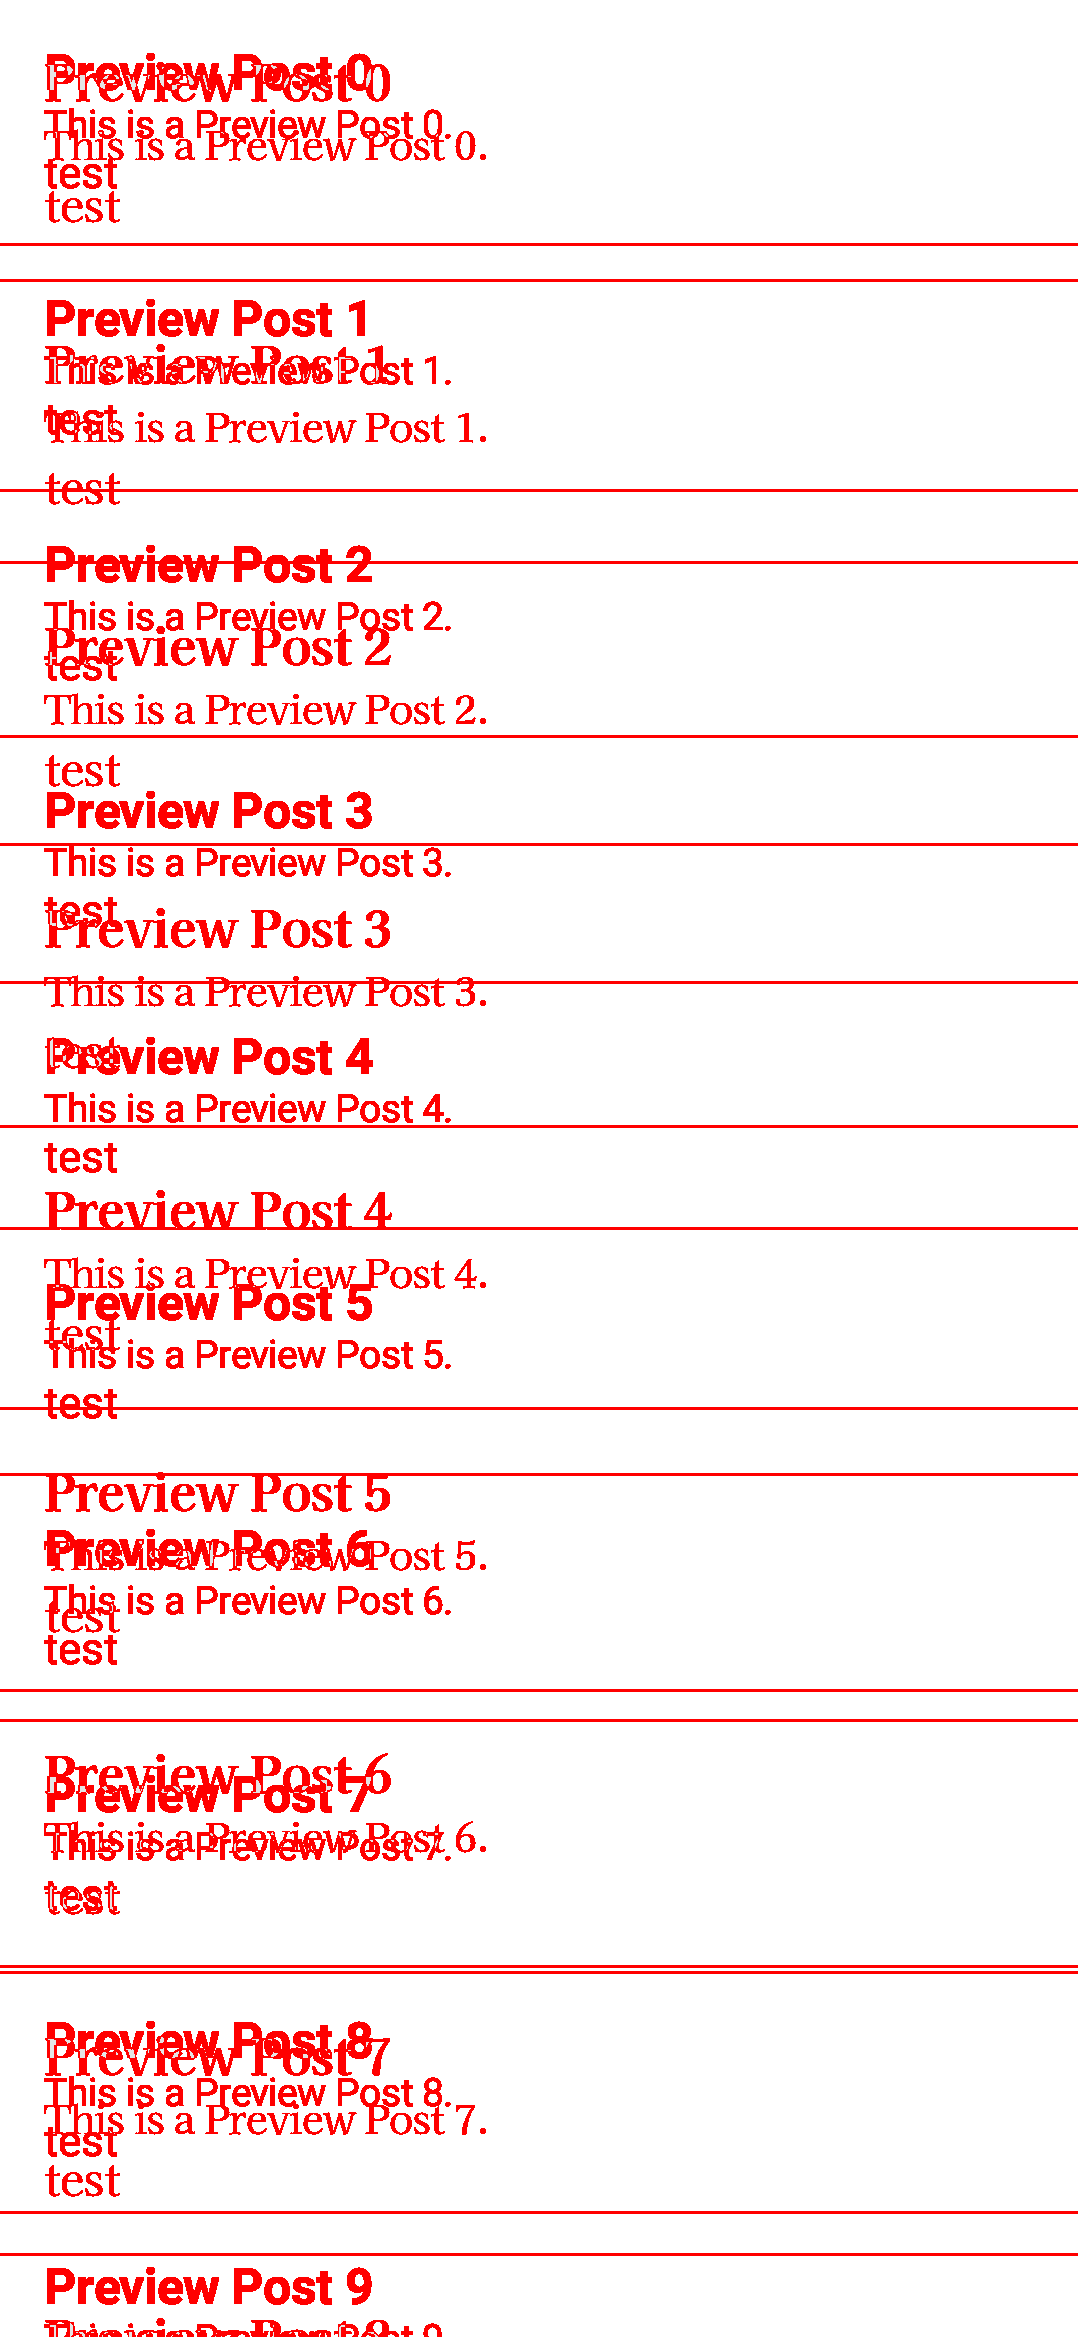 Preview Post 0
Preview Post 0
This is a Preview Post 0.
This is a Preview Post 0.
test
test
Preview Post 1
Preview Post 1
This is a Preview Post 1.
test
This is a Preview Post 1.
test
Preview Post 2
This is a Preview Post 2.
Preview Post 2
test
This is a Preview Post 2.
test
Preview Post 3
This is a Preview Post 3.
test
Preview Post 3
This is a Preview Post 3.
test
Preview Post 4
This is a Preview Post 4.
test
Preview Post 4
This is a Preview Post 4.
Preview Post 5
test
This is a Preview Post 5.
test
Preview Post 5
Preview Post 6
This is a Preview Post 5.
This is a Preview Post 6.
test
test
Preview Post 6
Preview Post 7
This is a Preview Post 6.
This is a Preview Post 7.
test
test
Preview Post 8
Preview Post 7
This is a Preview Post 8.
This is a Preview Post 7.
test
test
Preview Post 9